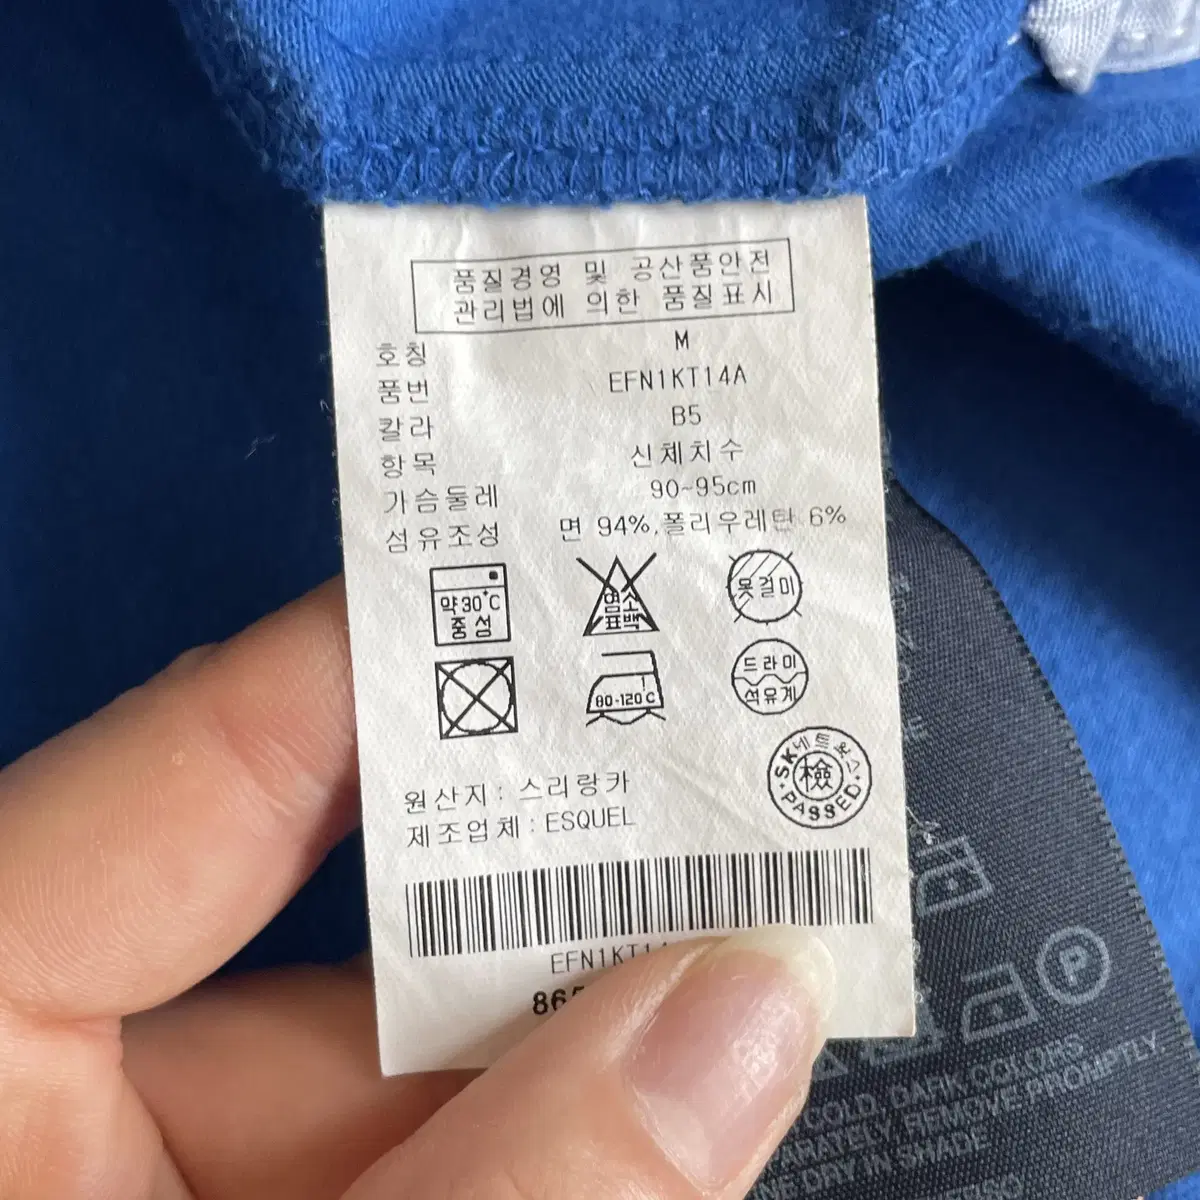 품질경영 및 공산품안전
관리법에 의한 품질표시
호칭 M
품번 EFN1KT14A
칼라 B5
항목 신체치수
가슴둘레 90~95cm
섬유조성 면 94%, 폴리우레탄 6%
약30°C
중성
염소
표백
옷걸이
80-120°C
드라이
석유계
SK네트웍스
檢
PASSED
원산지: 스리랑카
제조업체: ESQUEL
EFN1KT14
865
P
COLD, DARK COLORS
REMOVE PROMPTLY,
DRY IN SHADE